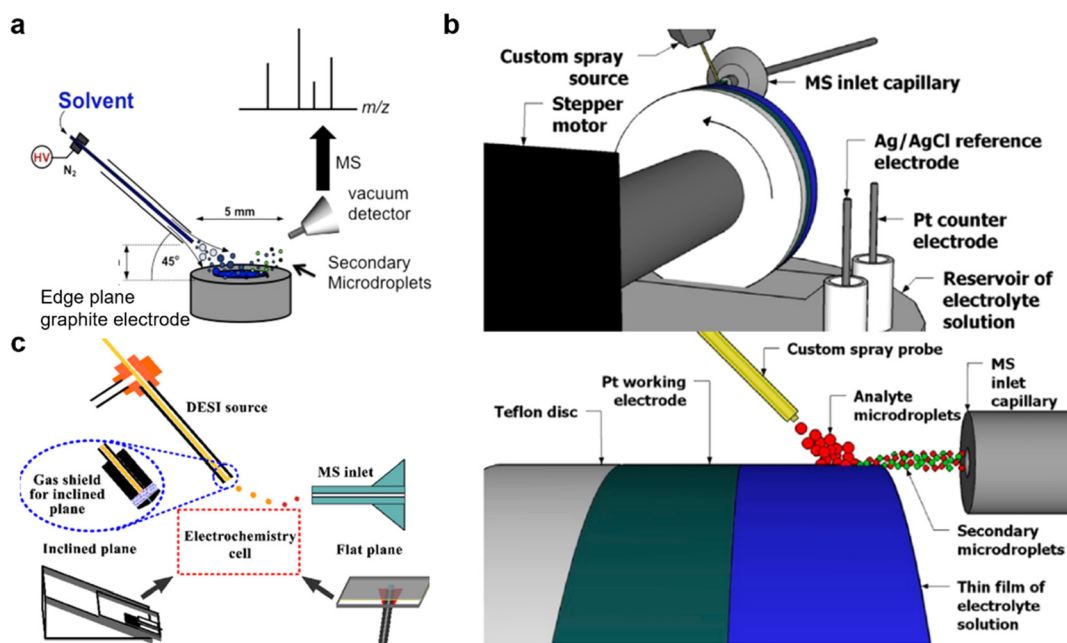 a
Solvent
HV
N₂
m/z
MS
vacuum
detector
5 mm
45°
Secondary
Microdroplets
Edge plane
graphite electrode
b
Custom spray
source
MS inlet capillary
Stepper
motor
Ag/AgCl reference
electrode
Pt counter
electrode
Reservoir of
electrolyte
solution
Custom spray probe
MS
inlet
capillary
Pt working
electrode
Analyte
microdroplets
Teflon disc
Secondary
microdroplets
Thin film of
electrolyte
solution
c
DESI source
Gas shield
for inclined
plane
MS inlet
Inclined plane
Electrochemistry
cell
Flat plane